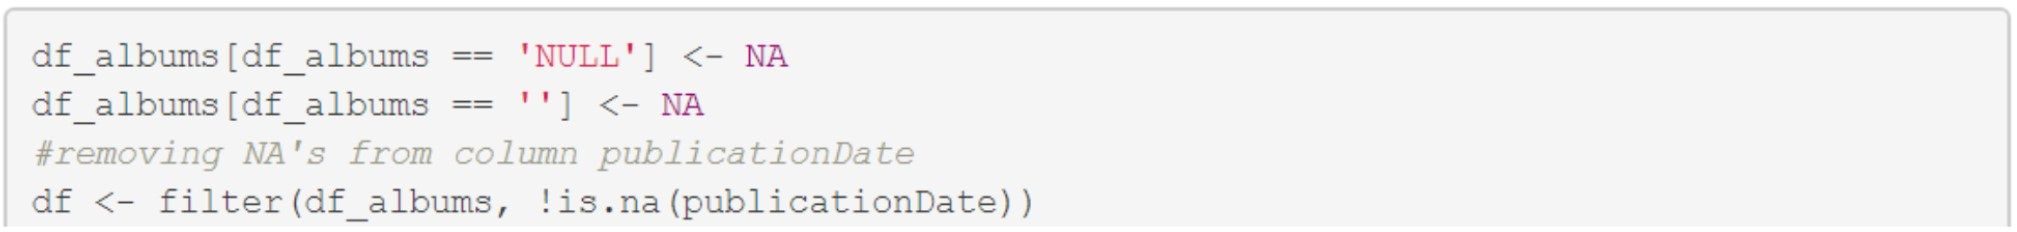 df_albums[df_albums == 'NULL'] <- NA
df_albums[df_albums == ''] <- NA
#removing NA's from column publicationDate
df <- filter(df_albums, !is.na(publicationDate))